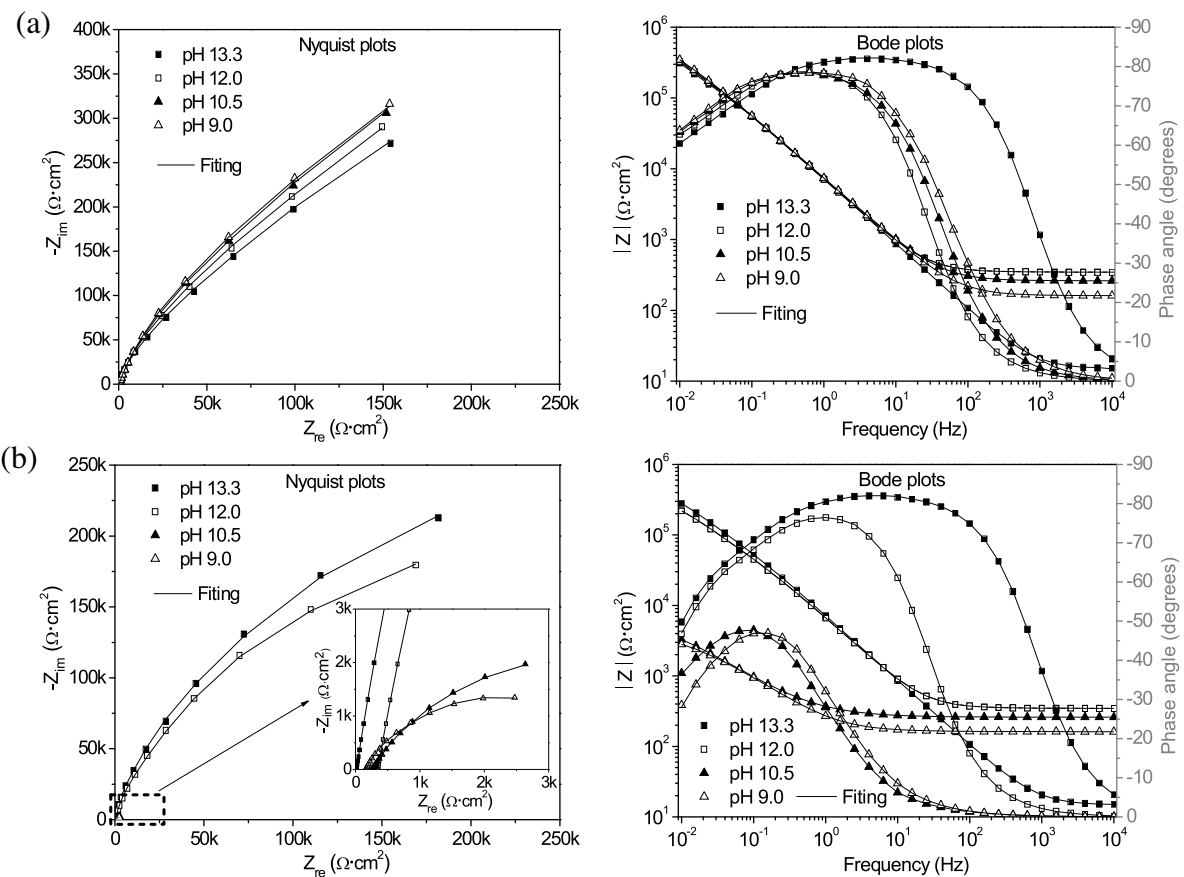 (a)
Nyquist plots
pH 13.3
pH 12.0
pH 10.5
pH 9.0
Fiting
-Zim (Ω·cm²)
400k
350k
300k
250k
200k
150k
100k
50k
0
0 50k 100k 150k 200k 250k
Zre (Ω·cm²)
Bode plots
pH 13.3
pH 12.0
pH 10.5
pH 9.0
Fiting
|Z| (Ω·cm²)
10⁶
10⁵
10⁴
10³
10²
10¹
-90
-80
-70
-60
-50
-40
-30
-20
-10
0
Phase angle (degrees)
10⁻² 10⁻¹ 10⁰ 10¹ 10² 10³ 10⁴
Frequency (Hz)
(b)
Nyquist plots
pH 13.3
pH 12.0
pH 10.5
pH 9.0
Fiting
-Zim (Ω·cm²)
250k
200k
150k
100k
50k
0
0 50k 100k 150k 200k 250k
Zre (Ω·cm²)
-Zim (Ω·cm²)
3k
2k
1k
0
0 1k 2k 3k
Zre (Ω·cm²)
Bode plots
pH 13.3
pH 12.0
pH 10.5
pH 9.0
Fiting
|Z| (Ω·cm²)
10⁶
10⁵
10⁴
10³
10²
10¹
-90
-80
-70
-60
-50
-40
-30
-20
-10
0
Phase angle (degrees)
10⁻² 10⁻¹ 10⁰ 10¹ 10² 10³ 10⁴
Frequency (Hz)